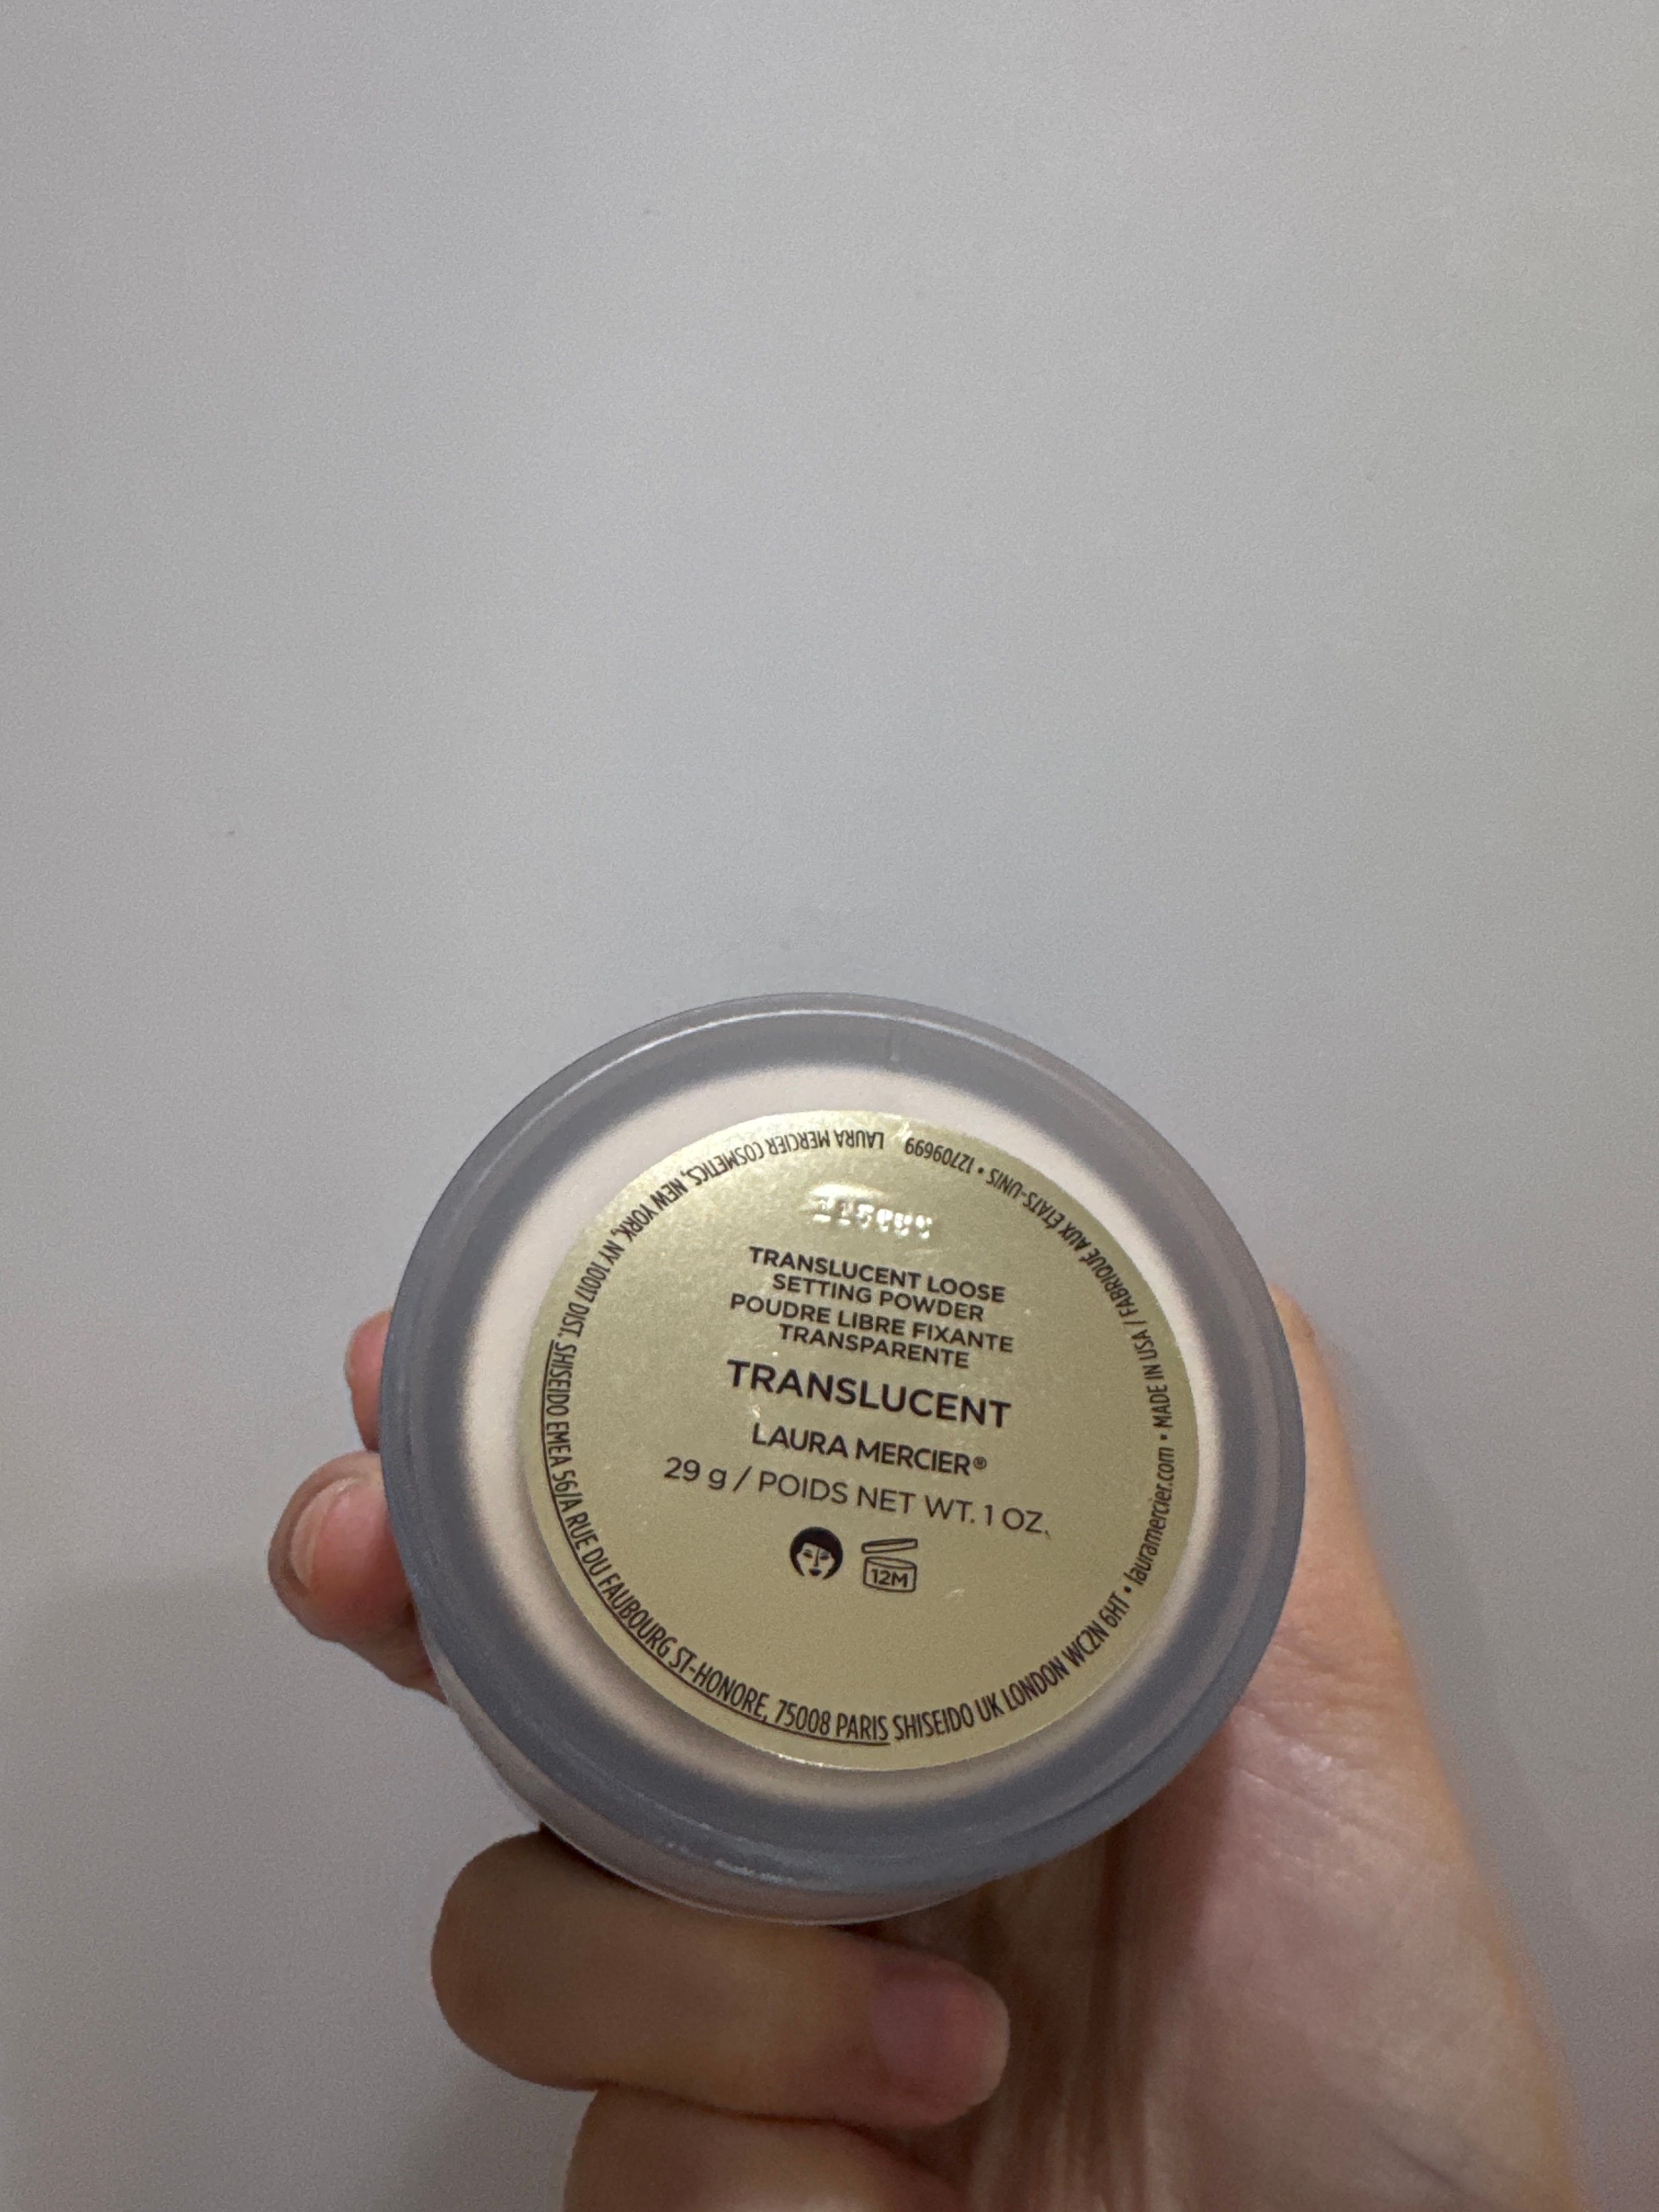 TRANSLUCENT LOOSE
SETTING POWDER
POUDRE LIBRE FIXANTE
TRANSPARENTE
TRANSLUCENT
LAURA MERCIER®
29 g / POIDS NET WT. 1 OZ.
12M
LAURA MERCIER COSMETICS, NEW YORK, NY 10017 DIST. SHISEIDO EMEA 56/A RUE DU FAUBOURG ST-HONORE, 75008 PARIS SHISEIDO UK LONDON WC2N 6HT • lauramercier.com • MADE IN USA / FABRIQUÉ AUX ÉTATS-UNIS • 12709699